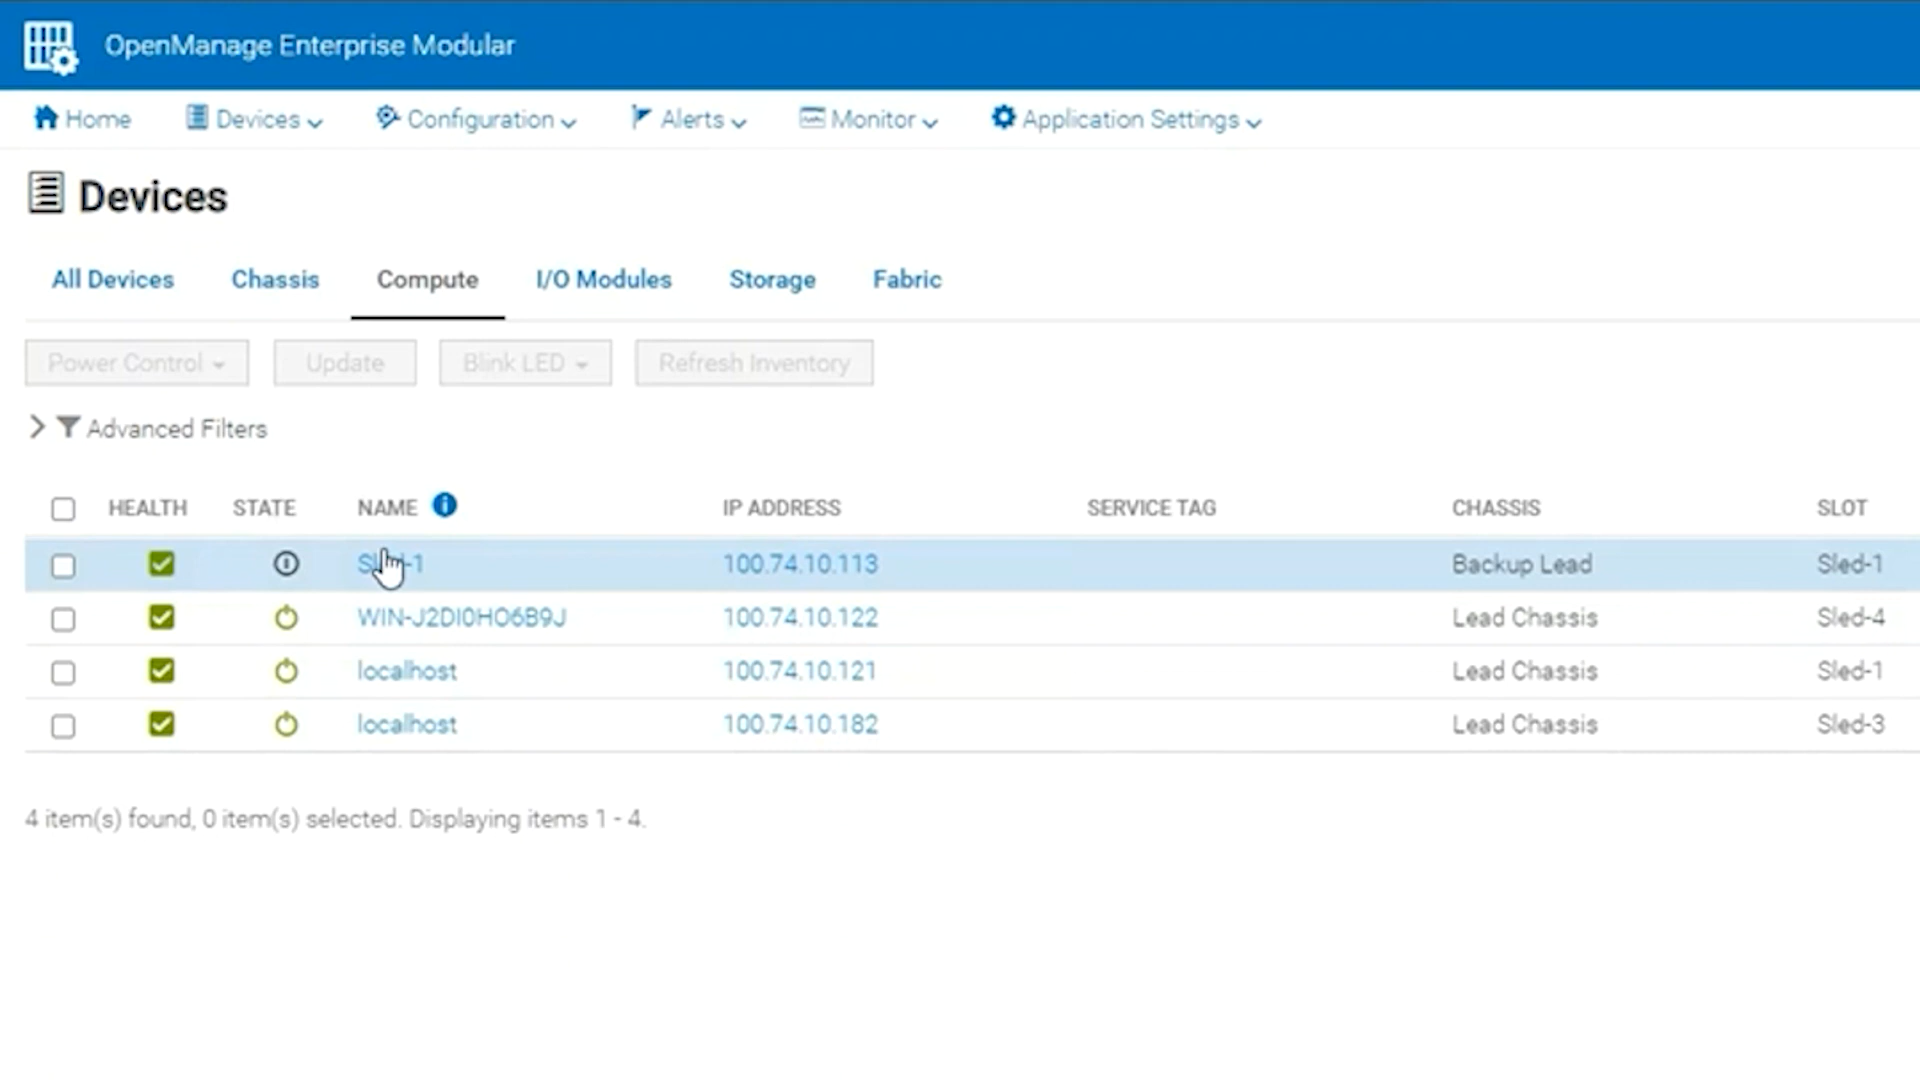 OpenManage Enterprise Modular
Home Devices Configuration Alerts Monitor Application Settings
Devices
All Devices Chassis Compute I/O Modules Storage Fabric
Power Control Update Blink LED Refresh Inventory
Advanced Filters
HEALTH STATE NAME IP ADDRESS SERVICE TAG CHASSIS SLOT
Sled-1 100.74.10.113 Backup Lead Sled-1
WIN-J2DI0HO6B9J 100.74.10.122 Lead Chassis Sled-4
localhost 100.74.10.121 Lead Chassis Sled-1
localhost 100.74.10.182 Lead Chassis Sled-3
4 item(s) found, 0 item(s) selected. Displaying items 1 - 4.